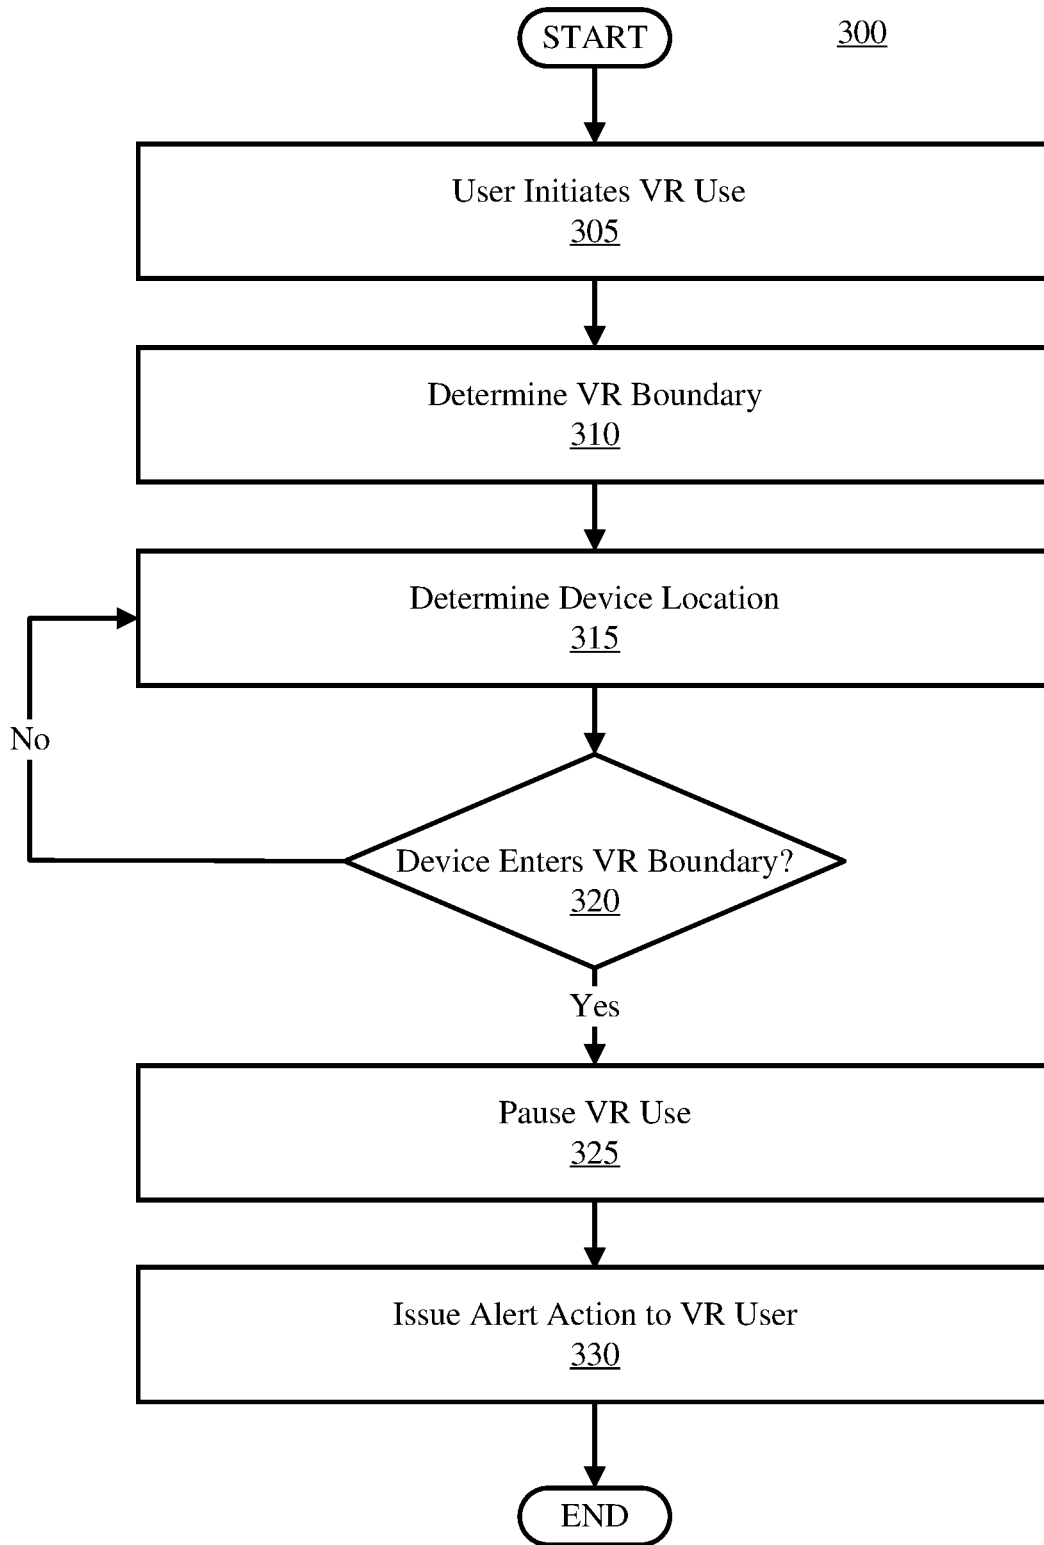 START
300
User Initiates VR Use
305
Determine VR Boundary
310
Determine Device Location
315
No
Device Enters VR Boundary?
320
Yes
Pause VR Use
325
Issue Alert Action to VR User
330
END